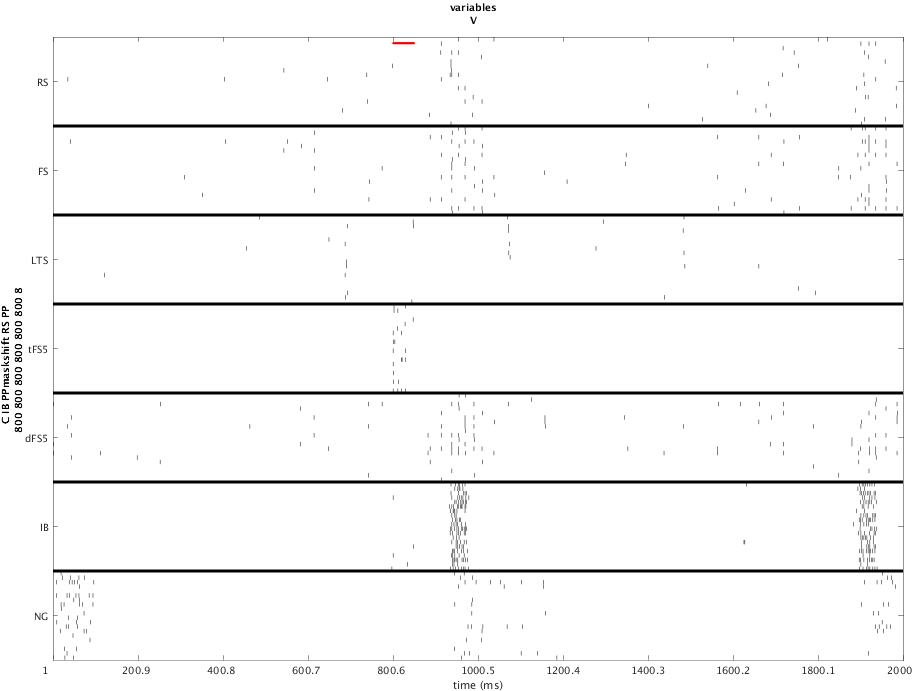 variables
V
C IB PPmaskshift RS PP
800 800 800 800 800 800 8
RS
FS
LTS
tFS5
dFS5
IB
NG
1 200.9 400.8 600.7 800.6 1000.5 1200.4 1400.3 1600.2 1800.1 2000
time (ms)